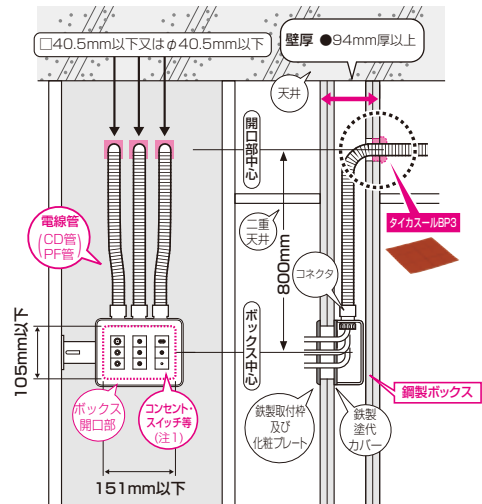 □40.5mm以下又はφ40.5mm以下
壁厚 ●94mm厚以上
天井
開口部中心
電線管
(CD管
PF管)
二重
天井
800mm
タイカスールBP3
コネクタ
105mm以下
ボックス中心
鋼製ボックス
ボックス
開口部
コンセント・
スイッチ等
(注1)
鉄製取付枠
及び
化粧プレート
鉄製
塗代
カバー
151mm以下